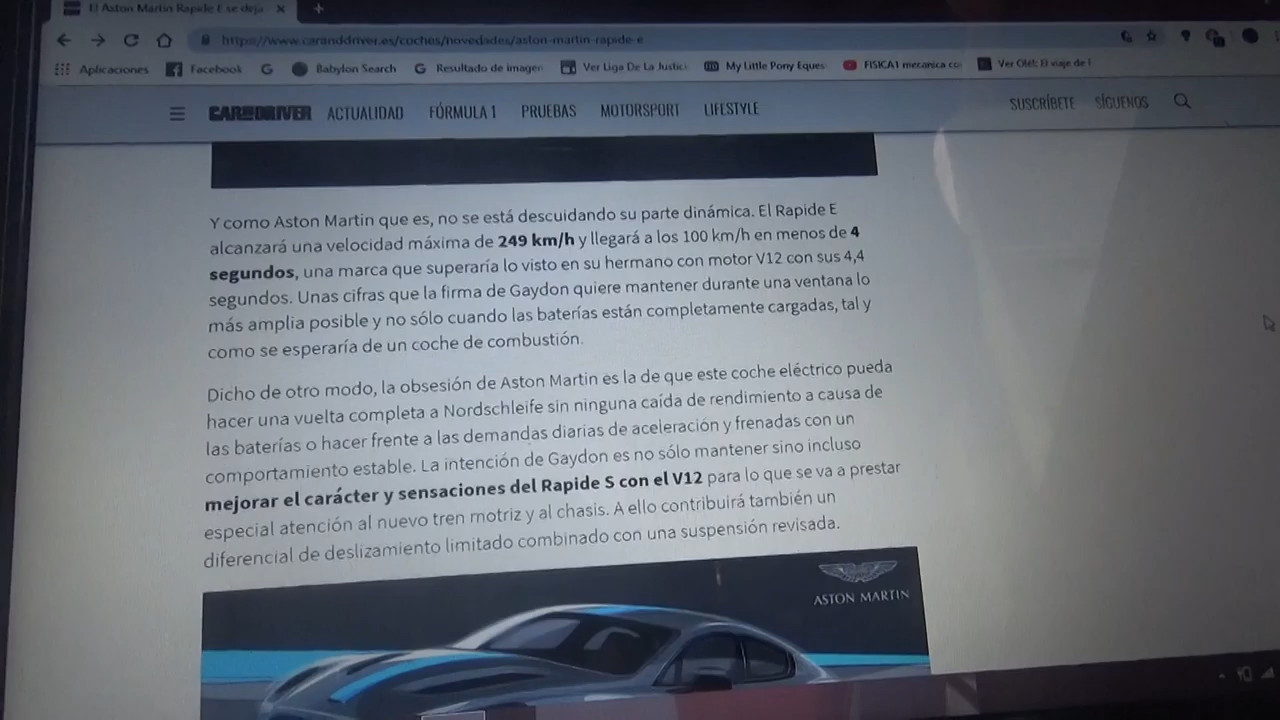 El Aston Martin Rapide E se deja
https://www.caranddriver.es/coches/novedades/aston-martin-rapide-e
Aplicaciones Facebook Babylon Search Resultado de imagen Ver Liga De La Justici My Little Pony Eques FISICA1 mecanica co Ver Olé!: El viaje de
CAR AND DRIVER ACTUALIDAD FÓRMULA 1 PRUEBAS MOTORSPORT LIFESTYLE SUSCRÍBETE SÍGUENOS
Y como Aston Martin que es, no se está descuidando su parte dinámica. El Rapide E
alcanzará una velocidad máxima de 249 km/h y llegará a los 100 km/h en menos de 4
segundos, una marca que superaría lo visto en su hermano con motor V12 con sus 4,4
segundos. Unas cifras que la firma de Gaydon quiere mantener durante una ventana lo
más amplia posible y no sólo cuando las baterías están completamente cargadas, tal y
como se esperaría de un coche de combustión.
Dicho de otro modo, la obsesión de Aston Martin es la de que este coche eléctrico pueda
hacer una vuelta completa a Nordschleife sin ninguna caída de rendimiento a causa de
las baterías o hacer frente a las demandas diarias de aceleración y frenadas con un
comportamiento estable. La intención de Gaydon es no sólo mantener sino incluso
mejorar el carácter y sensaciones del Rapide S con el V12 para lo que se va a prestar
especial atención al nuevo tren motriz y al chasis. A ello contribuirá también un
diferencial de deslizamiento limitado combinado con una suspensión revisada.
ASTON MARTIN